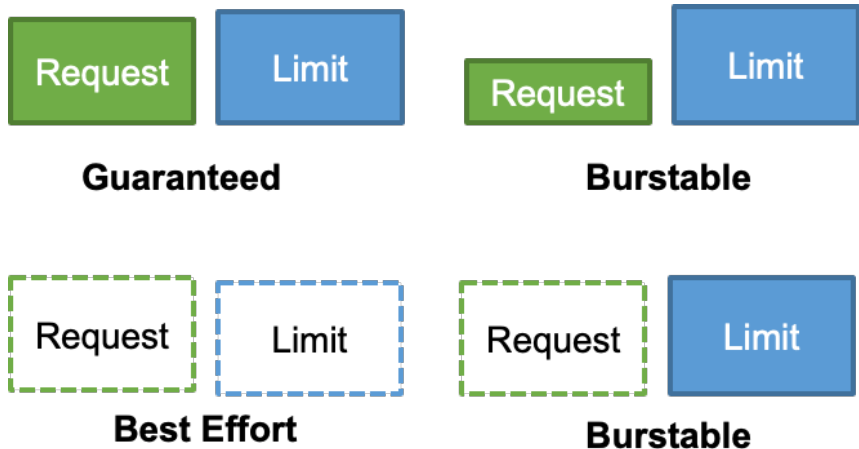 Request Limit
Guaranteed
Request Limit
Burstable
Request Limit
Best Effort
Request Limit
Burstable